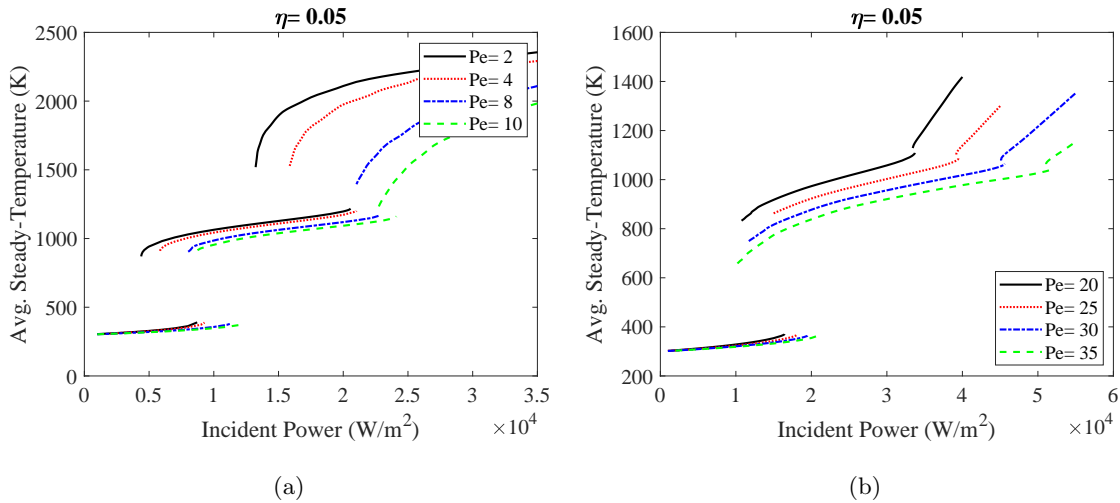 η= 0.05
2500
2000
1500
1000
500
0
Avg. Steady-Temperature (K)
Pe= 2
Pe= 4
Pe= 8
Pe= 10
0 0.5 1 1.5 2 2.5 3 3.5
×10⁴
Incident Power (W/m²)
(a)
η= 0.05
1600
1400
1200
1000
800
600
400
200
Avg. Steady-Temperature (K)
Pe= 20
Pe= 25
Pe= 30
Pe= 35
0 1 2 3 4 5 6
×10⁴
Incident Power (W/m²)
(b)